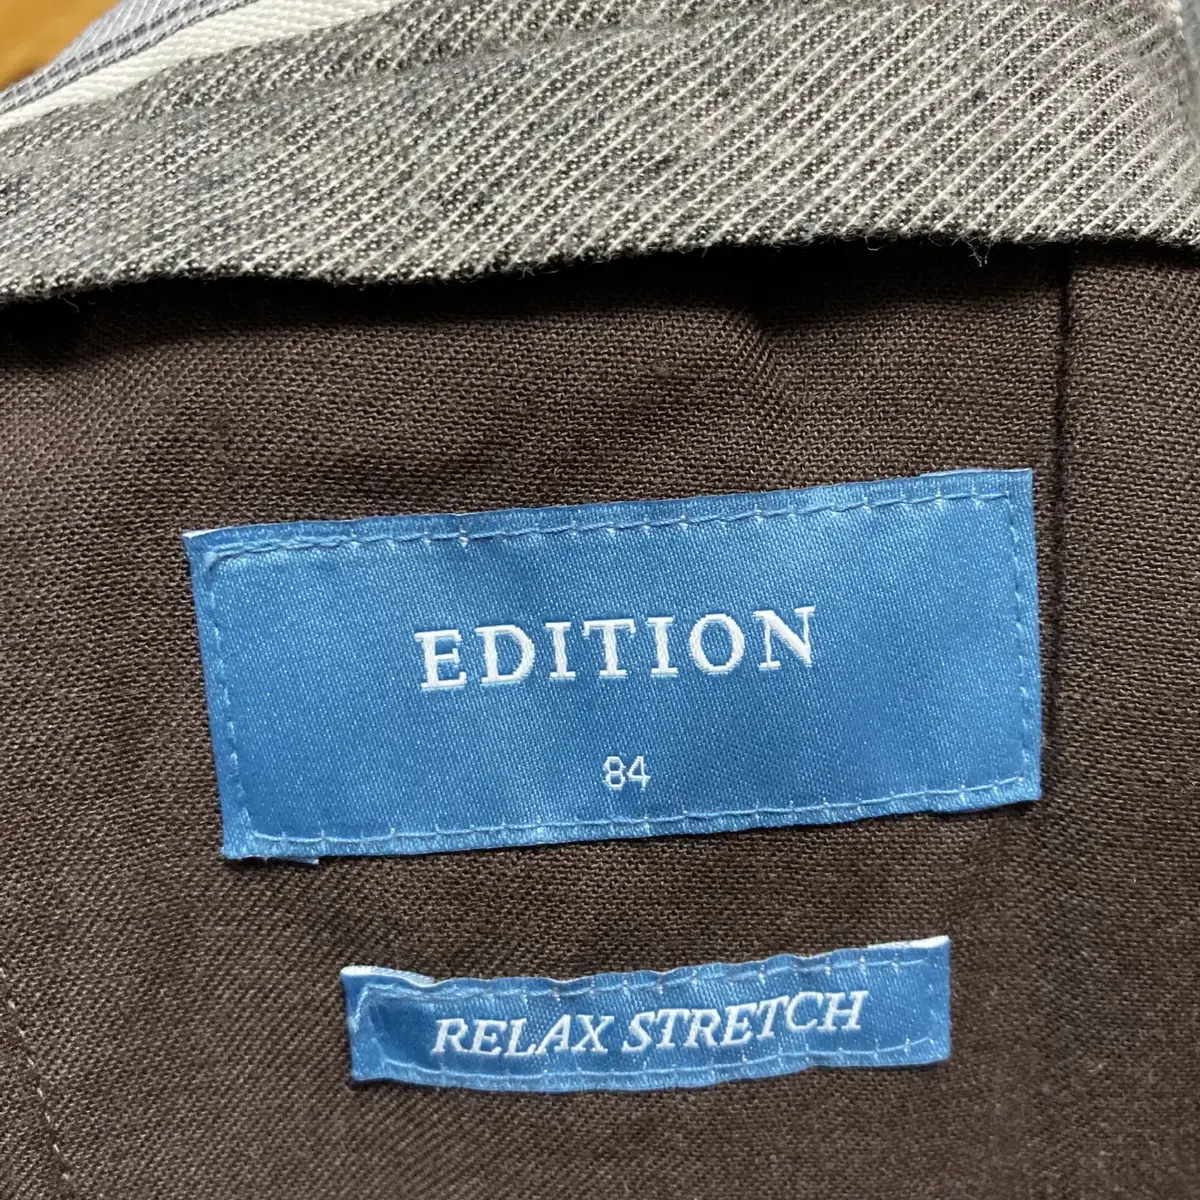 EDITION
84
RELAX STRETCH